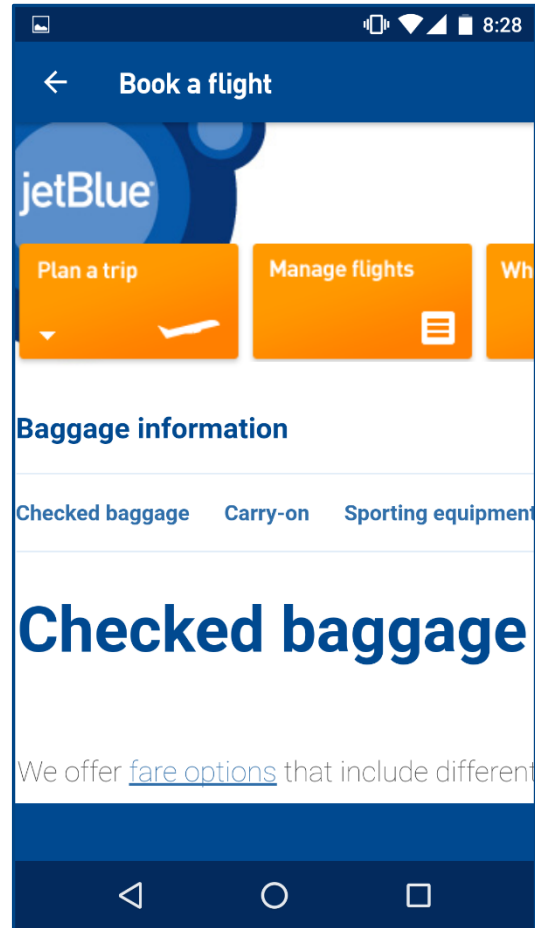 8:28
Book a flight
jetBlue
Plan a trip
Manage flights
Wh
Baggage information
Checked baggage
Carry-on
Sporting equipment
Checked baggage
We offer fare options that include different